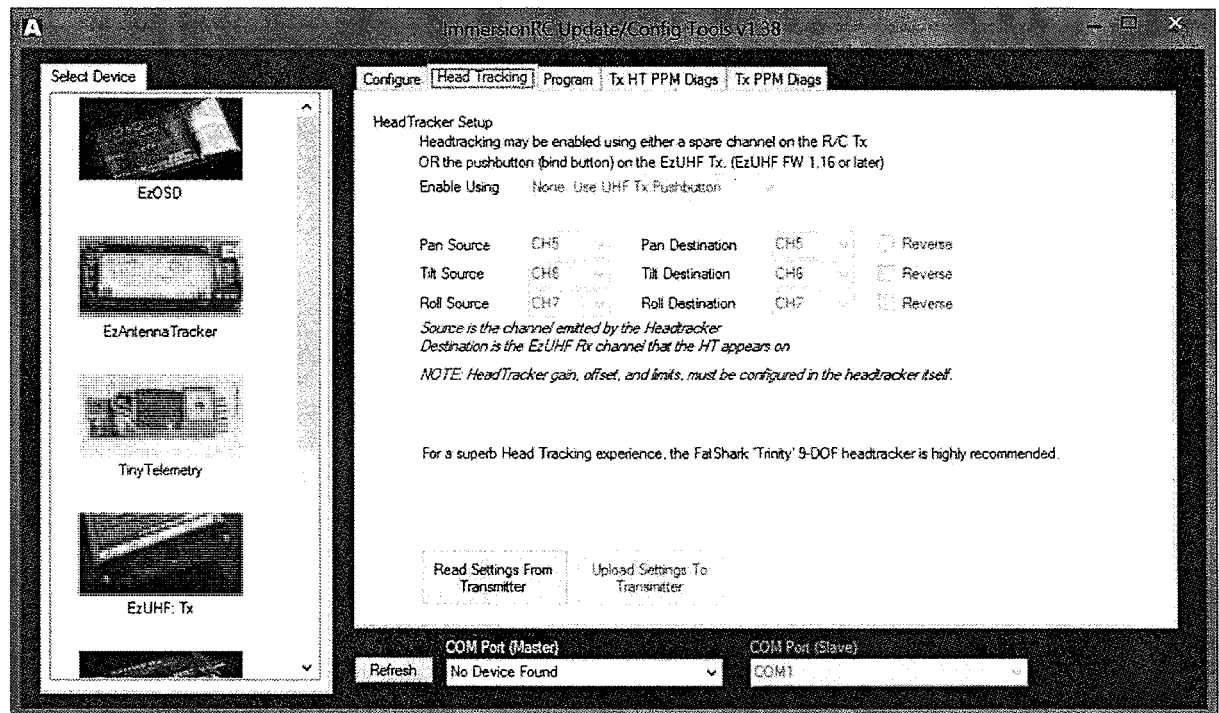 ImmersionRC Update/Config Tools v1.38
Select Device
EzOSD
EzAntennaTracker
TinyTelemetry
EzUHF: Tx
Configure
Head Tracking
Program
Tx HT PPM Diags
Tx PPM Diags
HeadTracker Setup
Headtracking may be enabled using either a spare channel on the R/C Tx
OR the pushbutton (bind button) on the EzUHF Tx. (EzUHF FW 1.16 or later)
Enable Using None Use UHF Tx Pushbutton
Pan Source CH5 Pan Destination CH5 Reverse
Tilt Source CH6 Tilt Destination CH6 Reverse
Roll Source CH7 Roll Destination CH7 Reverse
Source is the channel emitted by the Headtracker
Destination is the EzUHF Rx channel that the HT appears on
NOTE: HeadTracker gain, offset, and limits, must be configured in the headtracker itself.
For a superb Head Tracking experience, the FatShark 'Trinity' 9-DOF headtracker is highly recommended.
Read Settings From
Transmitter
Upload Settings To
Transmitter
COM Port (Master)
COM Port (Slave)
Refresh
No Device Found
COM1